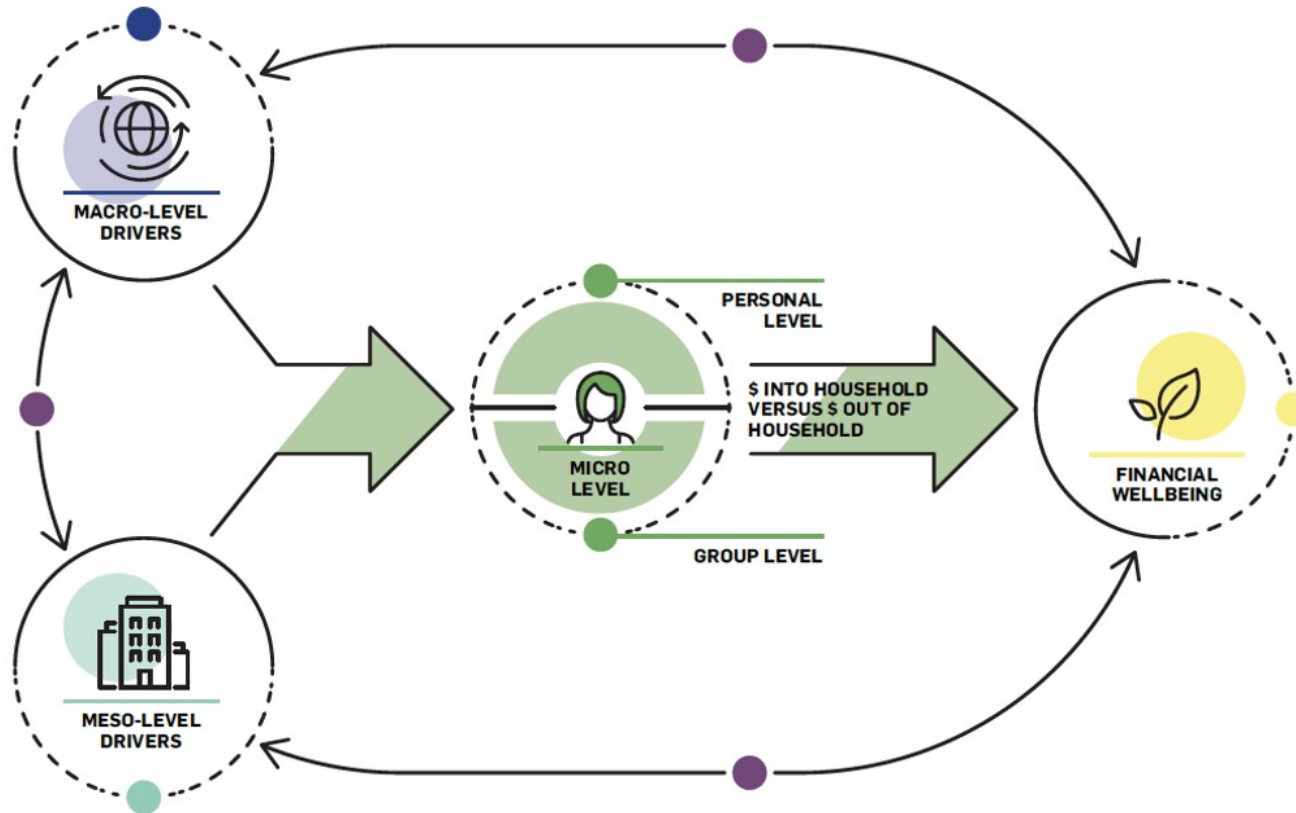 MACRO-LEVEL
DRIVERS
PERSONAL
LEVEL
$ INTO HOUSEHOLD
VERSUS $ OUT OF
HOUSEHOLD
MICRO
LEVEL
FINANCIAL
WELLBEING
GROUP LEVEL
MESO-LEVEL
DRIVERS